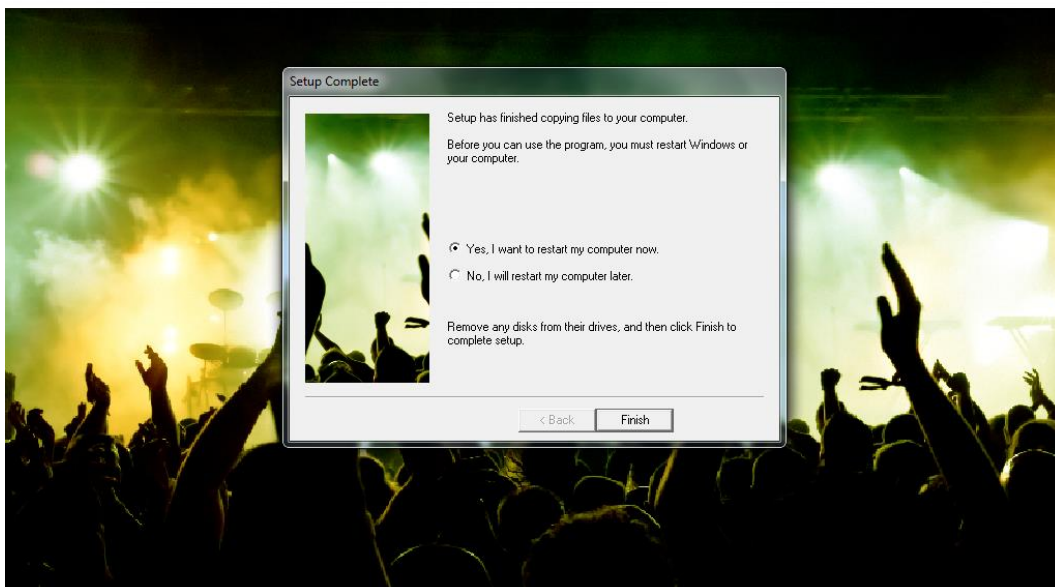 Setup Complete
Setup has finished copying files to your computer.
Before you can use the program, you must restart Windows or
your computer.
Yes, I want to restart my computer now.
No, I will restart my computer later.
Remove any disks from their drives, and then click Finish to
complete setup.
< Back
Finish